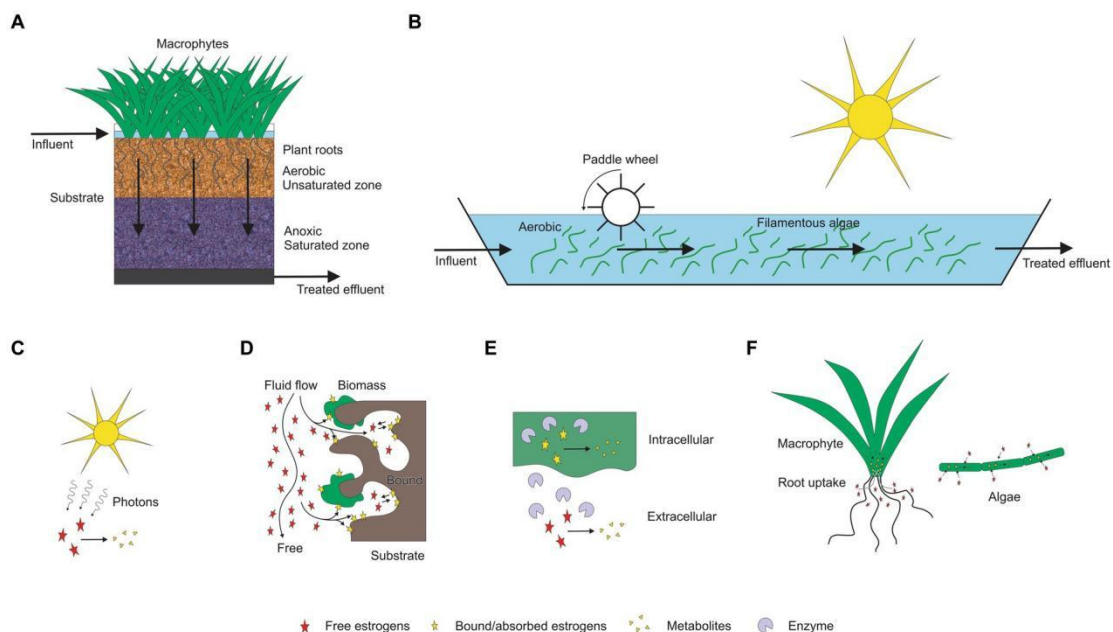 A
Macrophytes
Influent
Plant roots
Aerobic
Unsaturated zone
Substrate
Anoxic
Saturated zone
Treated effluent
B
Paddle wheel
Aerobic
Filamentous algae
Influent
Treated effluent
C
Photons
D
Fluid flow
Biomass
Bound
Free
Substrate
E
Intracellular
Extracellular
F
Macrophyte
Root uptake
Algae
Free estrogens
Bound/absorbed estrogens
Metabolites
Enzyme